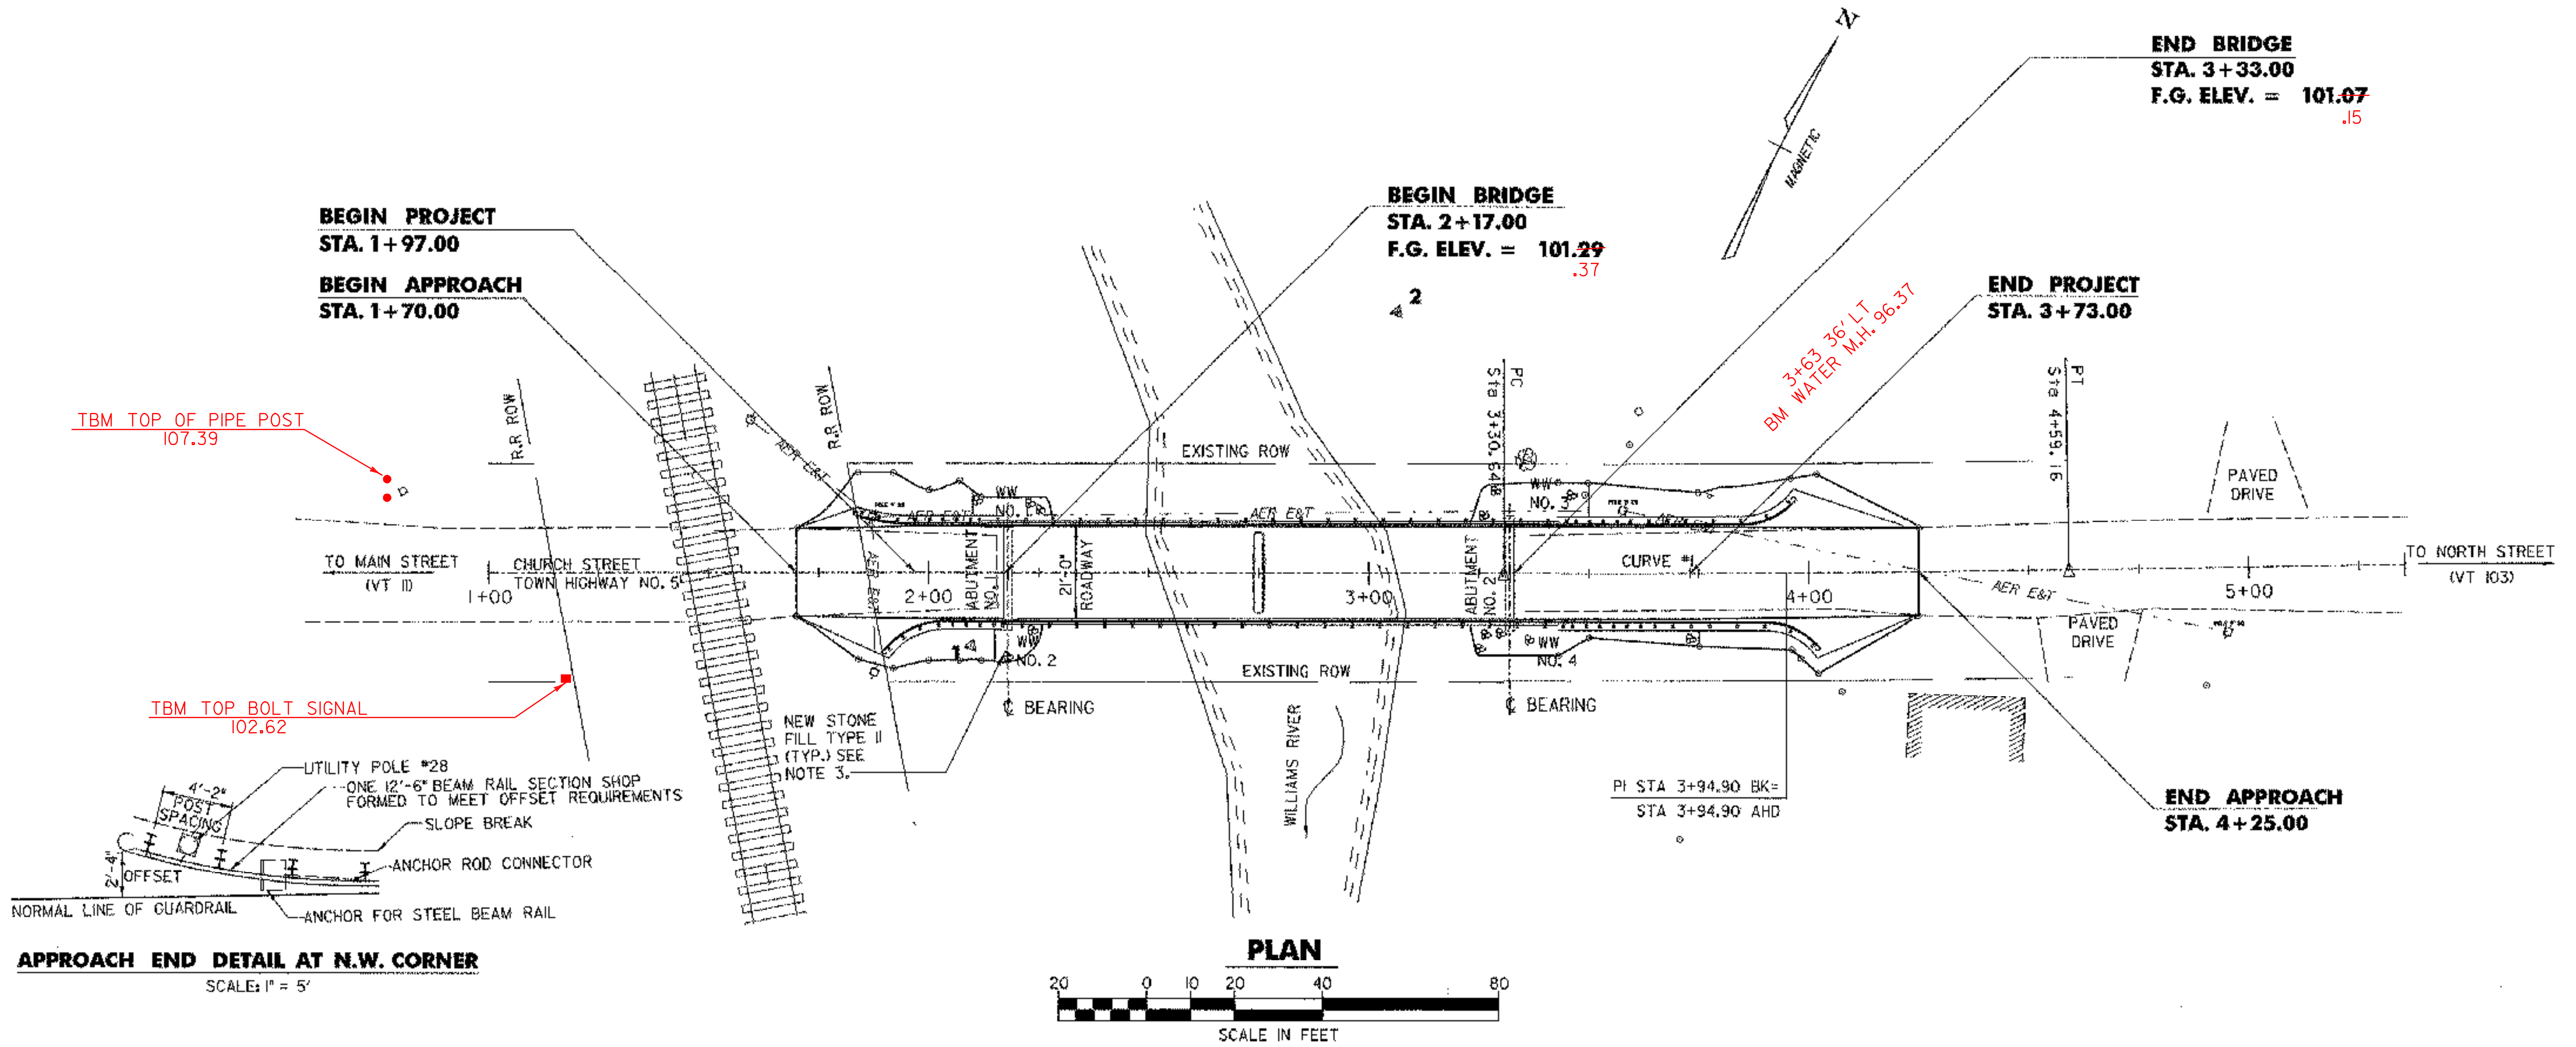 N
MAGNETIC
END BRIDGE
STA. 3+33.00
F.G. ELEV. = 101.07
.15
BEGIN BRIDGE
STA. 2+17.00
F.G. ELEV. = 101.29
.37
2
BEGIN PROJECT
STA. 1+97.00
BEGIN APPROACH
STA. 1+70.00
END PROJECT
STA. 3+73.00
3+63 36' LT
BM WATER M.H. 96.37
TBM TOP OF PIPE POST
107.39
R.R ROW
R.R ROW
AER E&T
EXISTING ROW
PC
Sta 3+30.64
PT
Sta 4+59.16
PAVED
DRIVE
WW
NO. 1
WW
NO. 3
AER E&T
AER E&T
AER E&T
TO MAIN STREET
(VT 11)
CHURCH STREET
TOWN HIGHWAY NO. 5
AER E&T
ABUTMENT
NO. 1
21'-0"
ROADWAY
ABUTMENT
NO. 2
CURVE #1
TO NORTH STREET
(VT 103)
1+00
2+00
3+00
4+00
5+00
AER E&T
PAVED
DRIVE
1
WW
NO. 2
WW
NO. 4
EXISTING ROW
TBM TOP BOLT SIGNAL
102.62
℄ BEARING
℄ BEARING
NEW STONE
FILL TYPE II
(TYP.) SEE
NOTE 3.
WILLIAMS RIVER
PI STA 3+94.90 BK=
STA 3+94.90 AHD
END APPROACH
STA. 4+25.00
UTILITY POLE #28
ONE 12'-6" BEAM RAIL SECTION SHOP
FORMED TO MEET OFFSET REQUIREMENTS
4'-2"
POST
SPACING
SLOPE BREAK
ANCHOR ROD CONNECTOR
2'-4"
OFFSET
NORMAL LINE OF GUARDRAIL
ANCHOR FOR STEEL BEAM RAIL
APPROACH END DETAIL AT N.W. CORNER
SCALE: 1" = 5'
PLAN
20 0 10 20 40 80
SCALE IN FEET